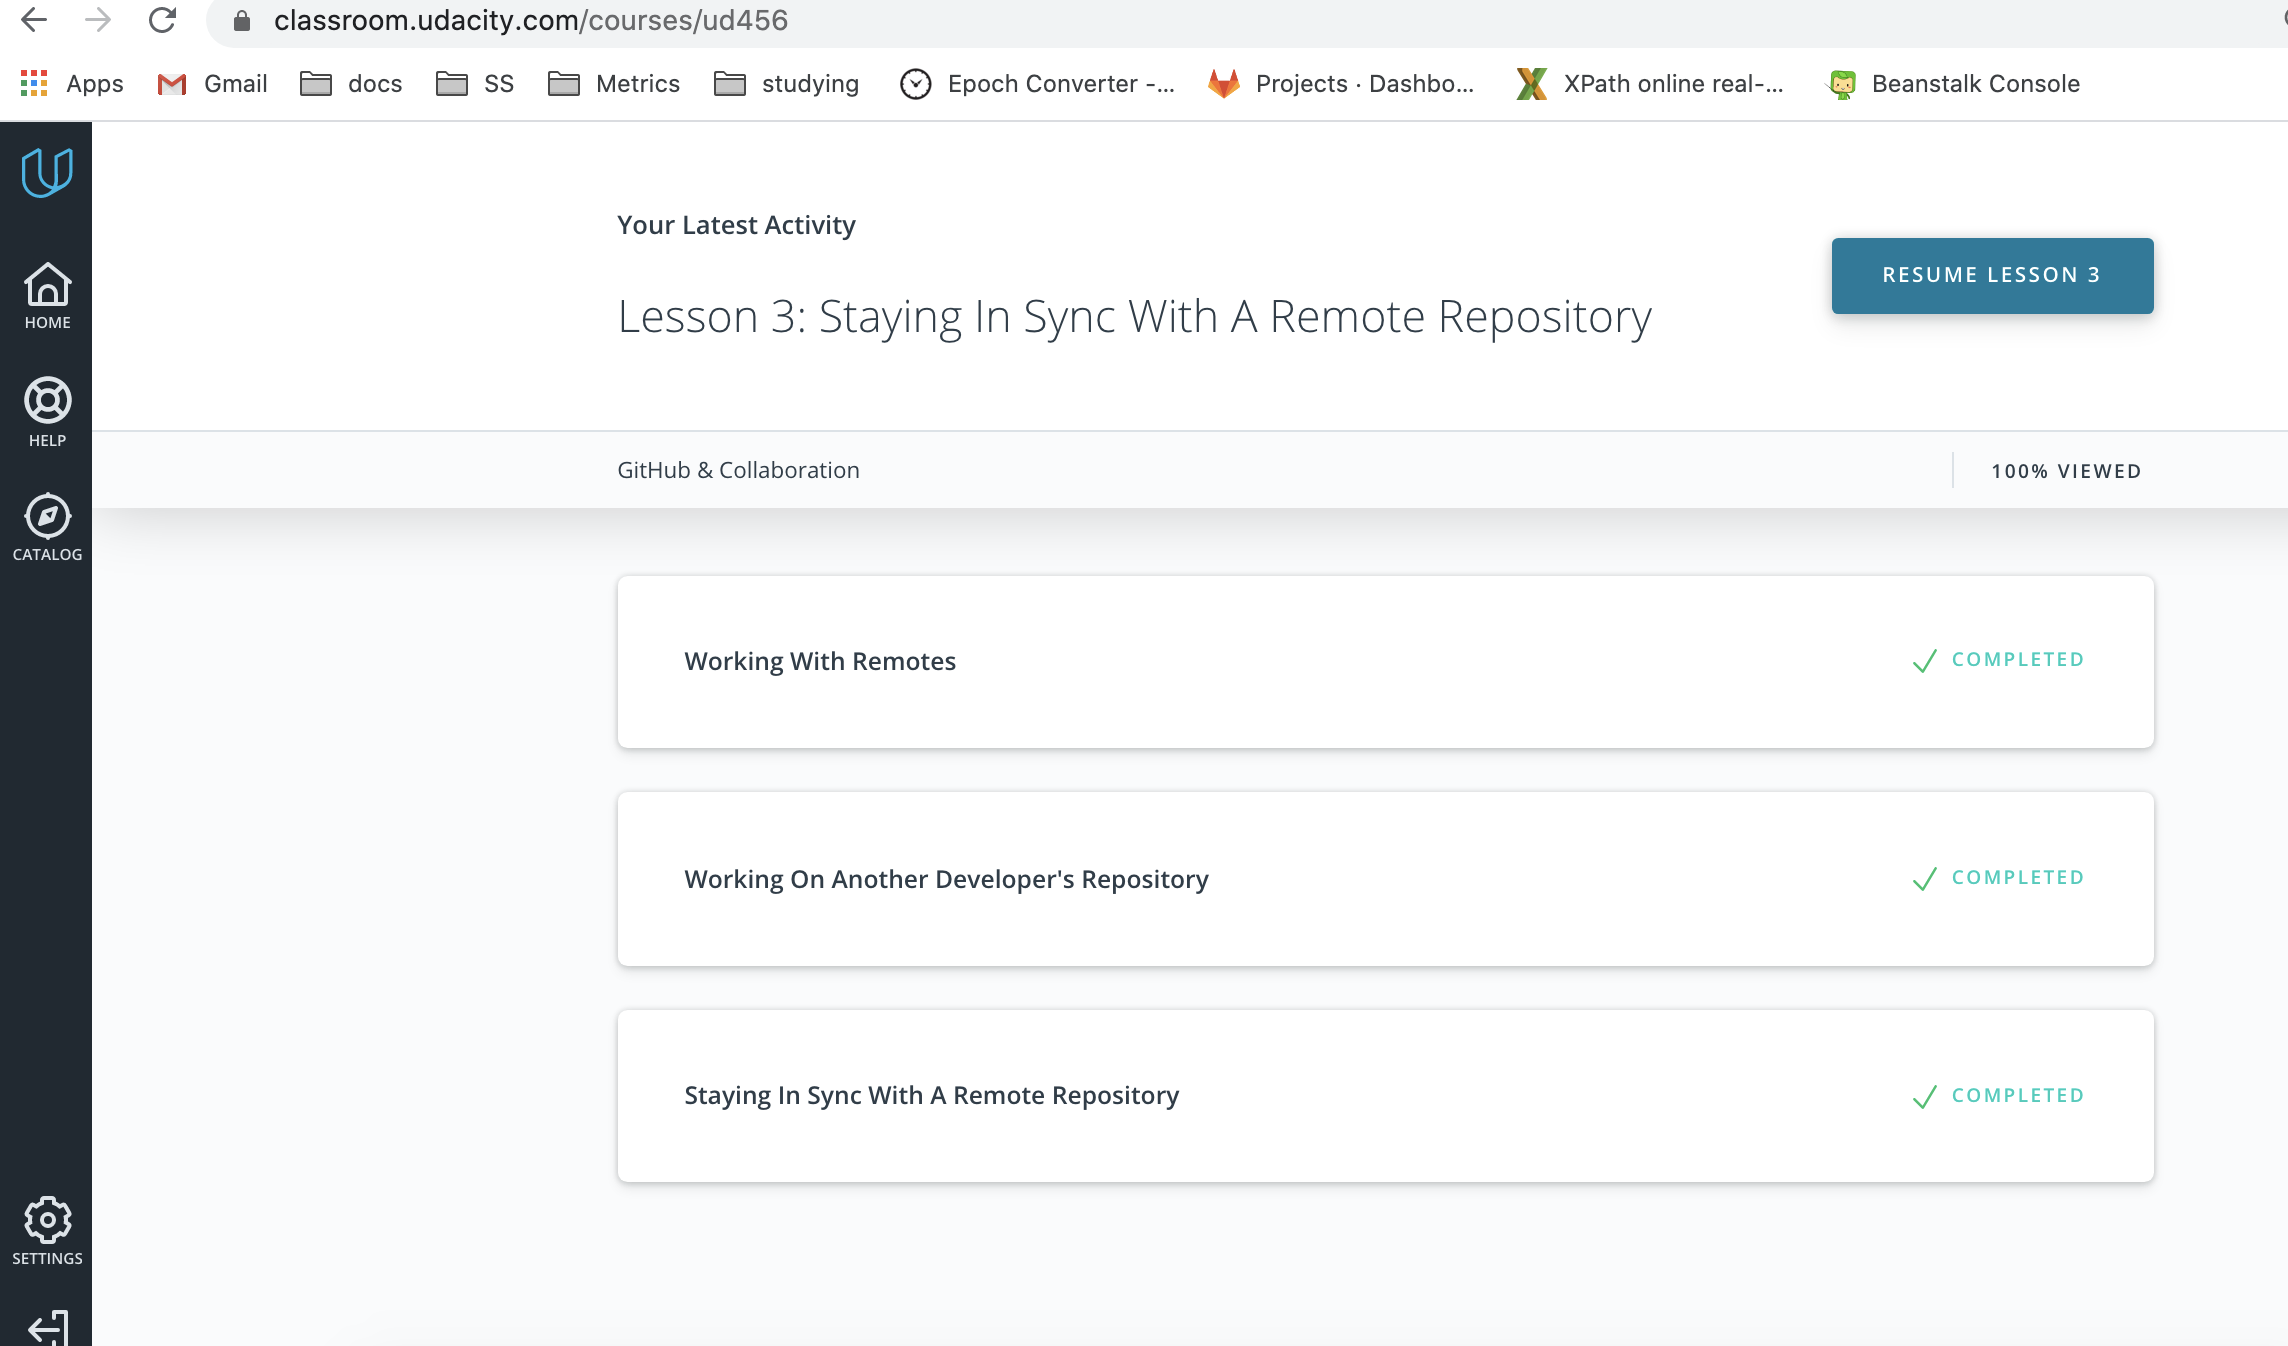 classroom.udacity.com/courses/ud456
Apps Gmail docs SS Metrics studying Epoch Converter -... Projects · Dashbo... XPath online real-... Beanstalk Console
Your Latest Activity
RESUME LESSON 3
Lesson 3: Staying In Sync With A Remote Repository
HOME
HELP
GitHub & Collaboration
100% VIEWED
CATALOG
Working With Remotes
COMPLETED
Working On Another Developer's Repository
COMPLETED
Staying In Sync With A Remote Repository
COMPLETED
SETTINGS